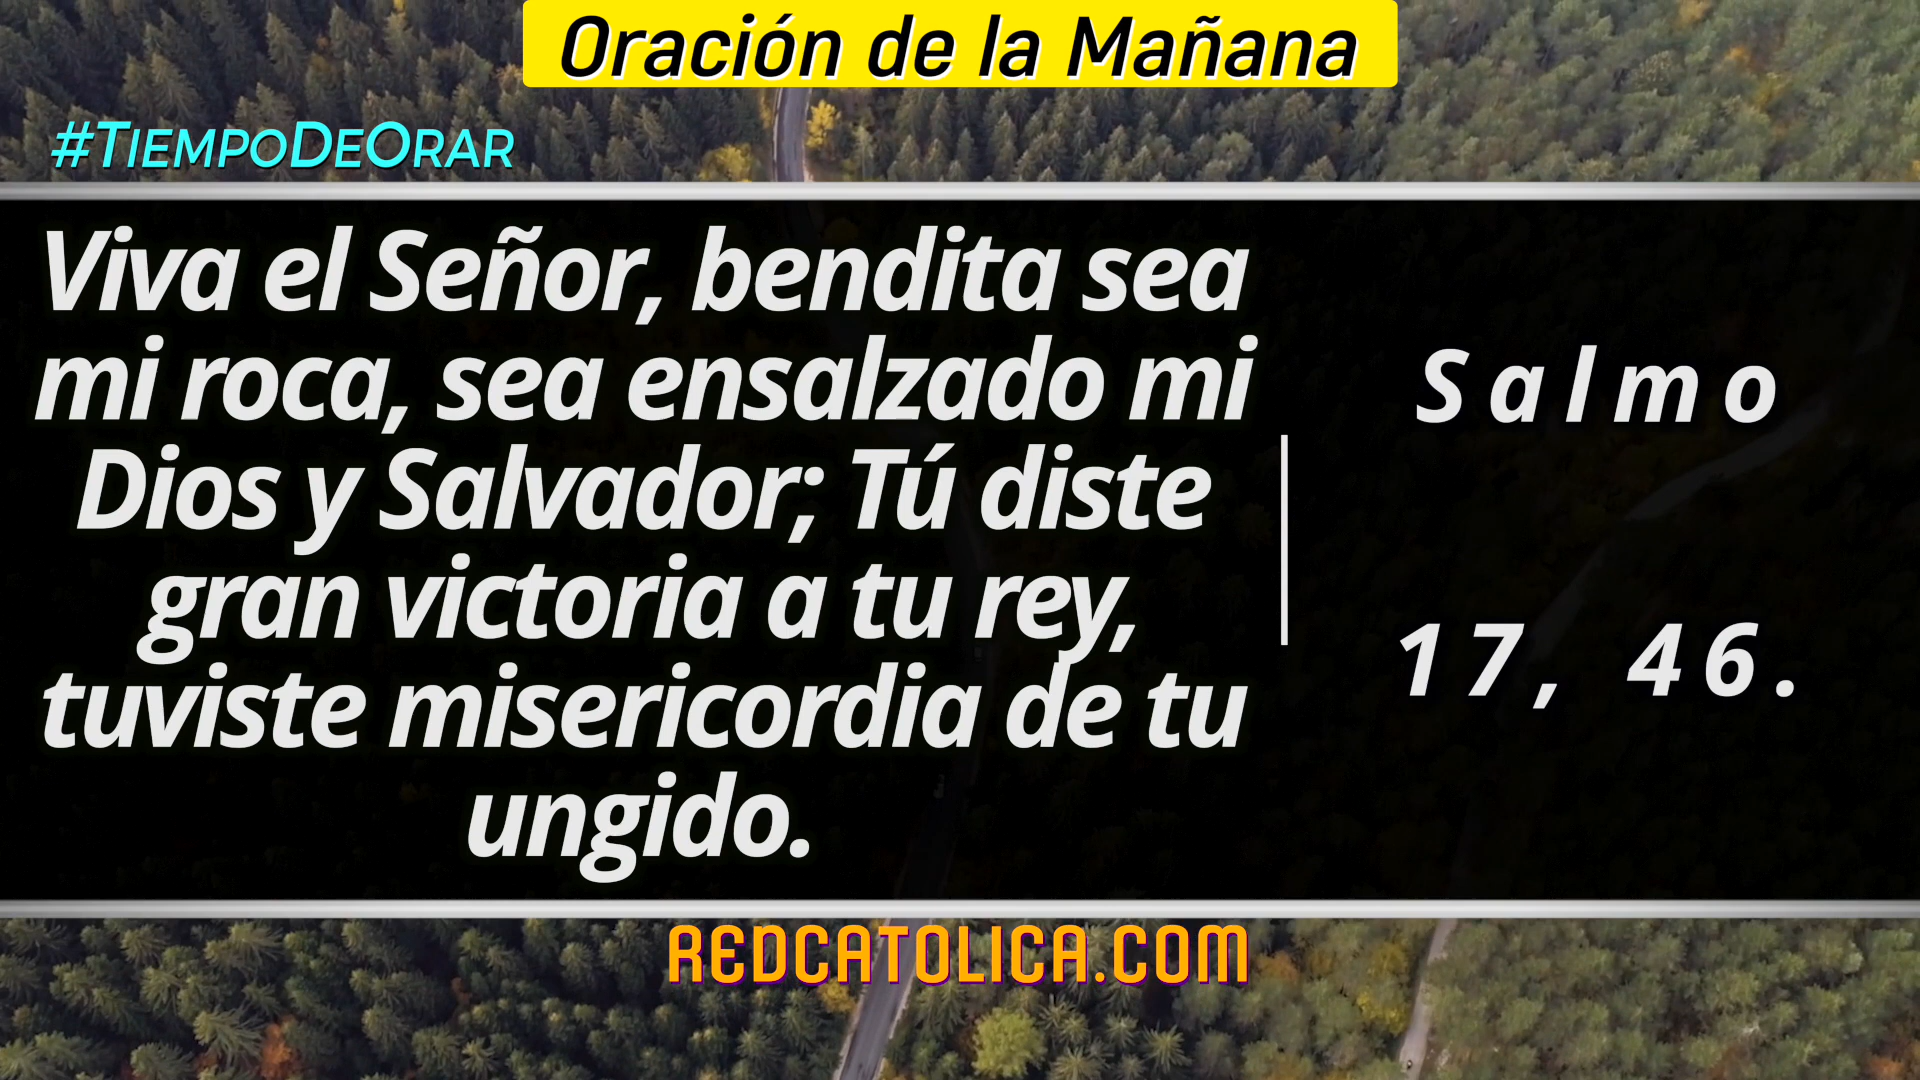 Oración de la Mañana
#TiempoDeOrar
Viva el Señor, bendita sea
mi roca, sea ensalzado mi
Dios y Salvador; Tú diste
gran victoria a tu rey,
tuviste misericordia de tu
ungido.
Salmo
17, 46.
REDCATOLICA.COM